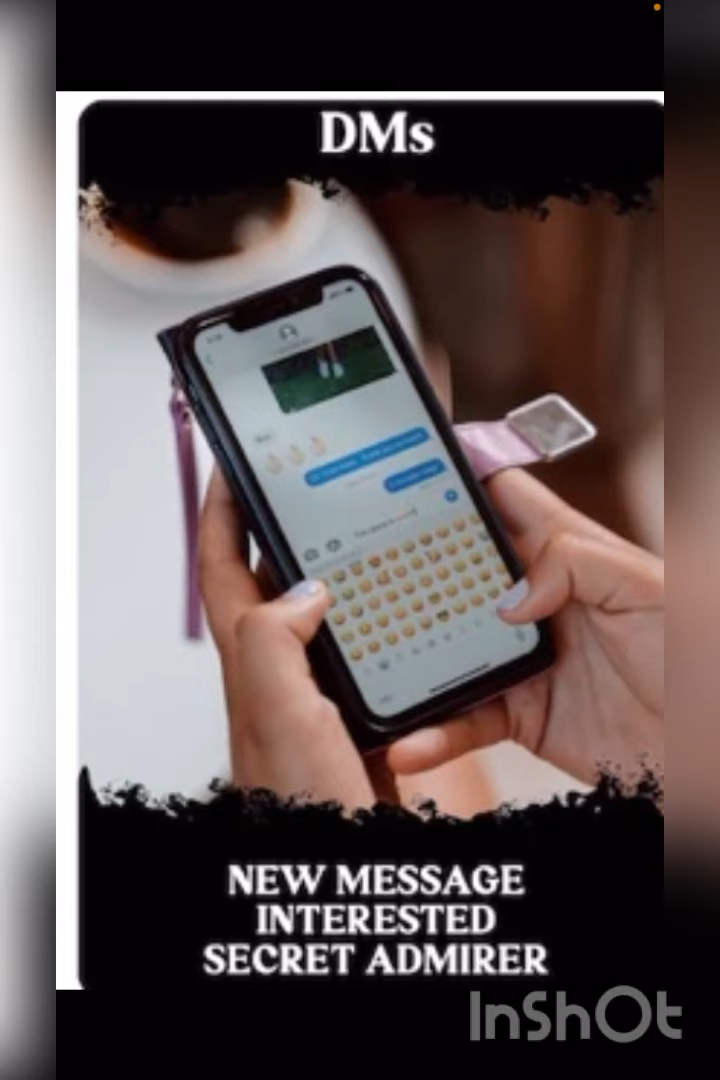 DMs
NEW MESSAGE
INTERESTED
SECRET ADMIRER
InShOt